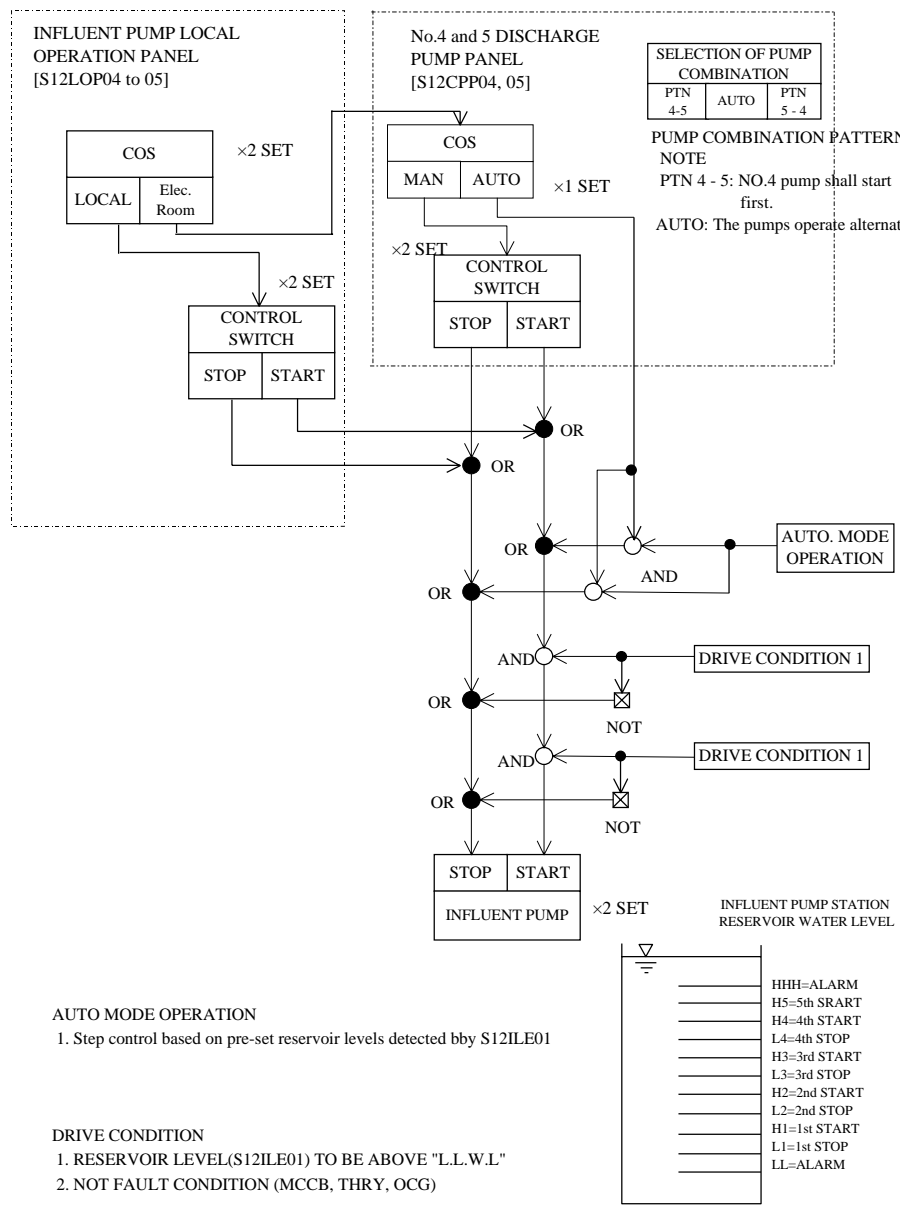 INFLUENT PUMP LOCAL
OPERATION PANEL
[S12LOP04 to 05]
No.4 and 5 DISCHARGE
PUMP PANEL
[S12CPP04, 05]
SELECTION OF PUMP
COMBINATION
PTN
4-5
AUTO
PTN
5 - 4
PUMP COMBINATION PATTERN
NOTE
PTN 4 - 5: NO.4 pump shall start
first.
AUTO: The pumps operate alternat
COS
×2 SET
LOCAL
Elec.
Room
COS
MAN
AUTO
×1 SET
×2 SET
CONTROL
SWITCH
STOP
START
×2 SET
CONTROL
SWITCH
STOP
START
OR
OR
AUTO. MODE
OPERATION
OR
AND
OR
AND
DRIVE CONDITION 1
OR
NOT
AND
DRIVE CONDITION 1
OR
NOT
STOP
START
INFLUENT PUMP
×2 SET
INFLUENT PUMP STATION
RESERVOIR WATER LEVEL
HHH=ALARM
H5=5th SRART
H4=4th START
L4=4th STOP
H3=3rd START
L3=3rd STOP
H2=2nd START
L2=2nd STOP
H1=1st START
L1=1st STOP
LL=ALARM
AUTO MODE OPERATION
1. Step control based on pre-set reservoir levels detected bby S12ILE01
DRIVE CONDITION
1. RESERVOIR LEVEL(S12ILE01) TO BE ABOVE "L.L.W.L"
2. NOT FAULT CONDITION (MCCB, THRY, OCG)